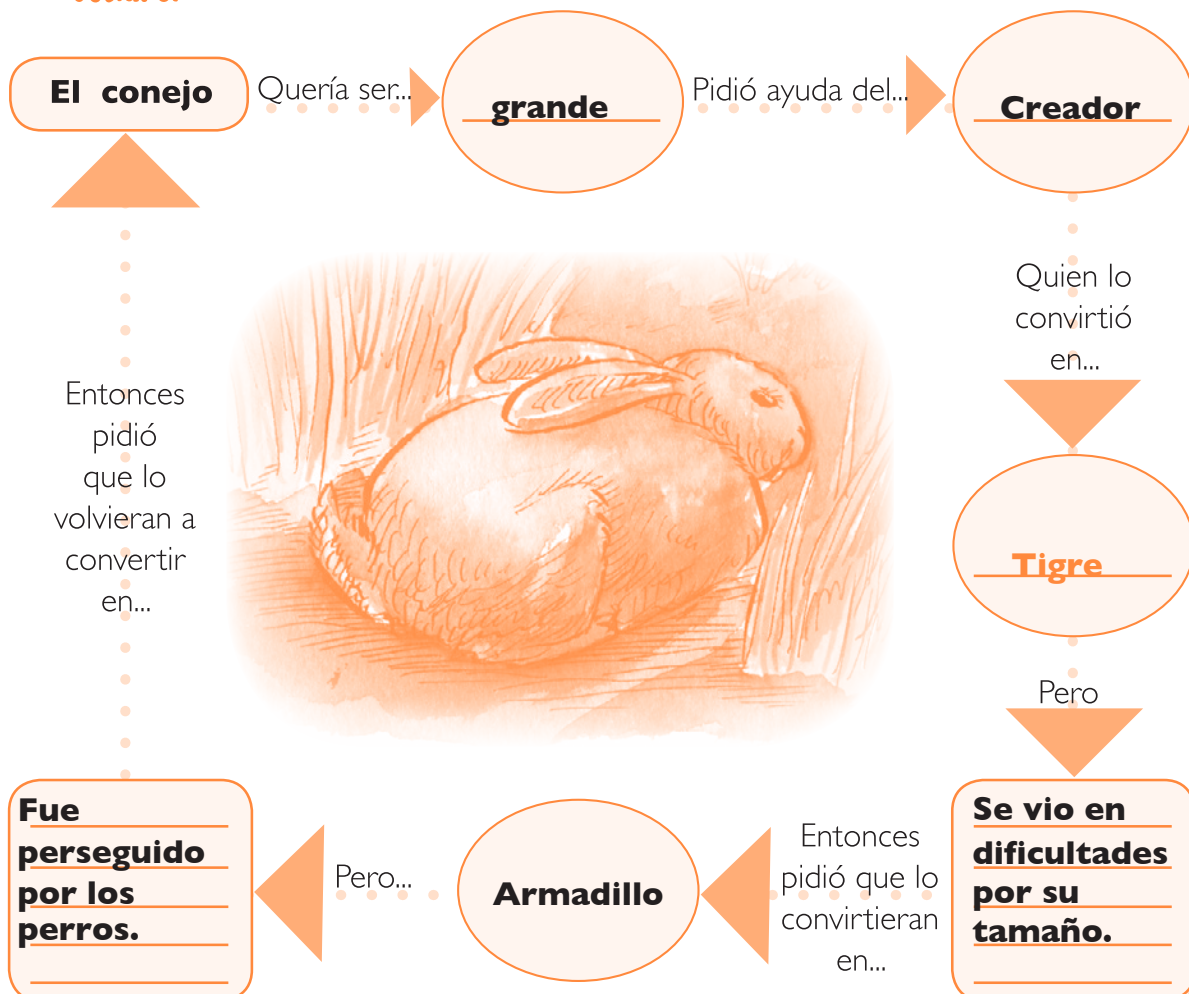 El conejo
Quería ser...
grande
Pidió ayuda del...
Creador
Quien lo
convirtió
en...
Tigre
Pero
Se vio en
dificultades
por su
tamaño.
Entonces
pidió que lo
convirtieran
en...
Armadillo
Pero...
Fue
perseguido
por los
perros.
Entonces
pidió
que lo
volvieran a
convertir
en...